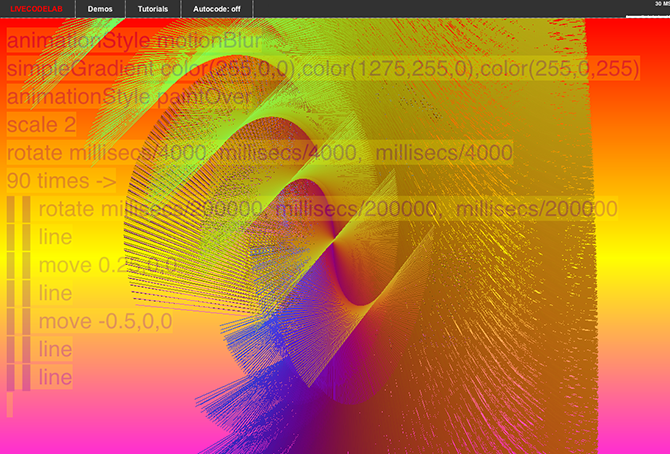 LIVECODELAB Demos Tutorials Autocode: off 30 MS
animationStyle motionBlur
simpleGradient color(255,0,0),color(1275,255,0),color(255,0,255)
animationStyle paintOver
scale 2
rotate millisecs/4000, millisecs/4000, millisecs/4000
90 times ->
rotate millisecs/200000, millisecs/200000, millisecs/200000
line
move 0.25,0,0
line
move -0.5,0,0
line
line